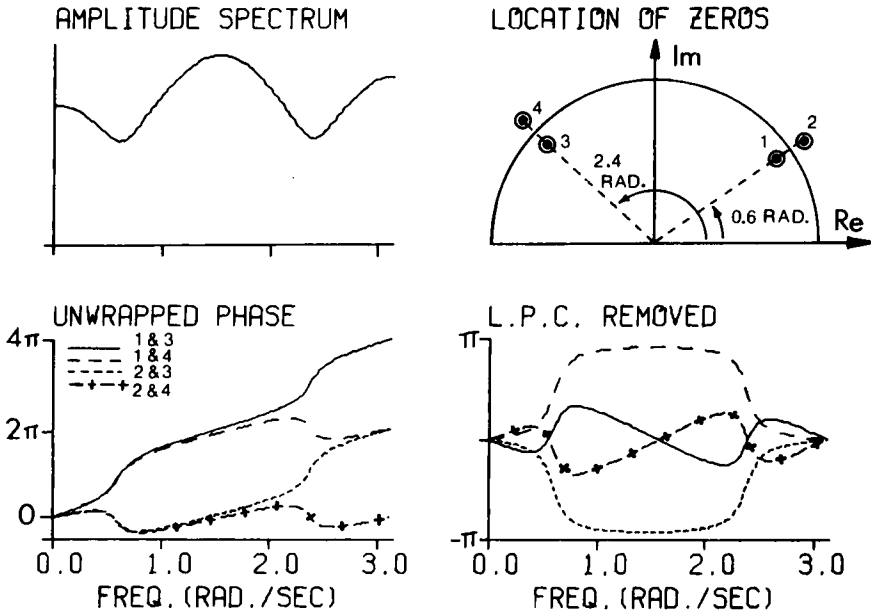 AMPLITUDE SPECTRUM
LOCATION OF ZEROS
Im
4
3
2
1
2.4
RAD.
0.6 RAD.
Re
UNWRAPPED PHASE
4π
2π
0
1 & 3
1 & 4
2 & 3
2 & 4
0.0 1.0 2.0 3.0
FREQ.(RAD./SEC)
L.P.C. REMOVED
π
-π
0.0 1.0 2.0 3.0
FREQ.(RAD./SEC)